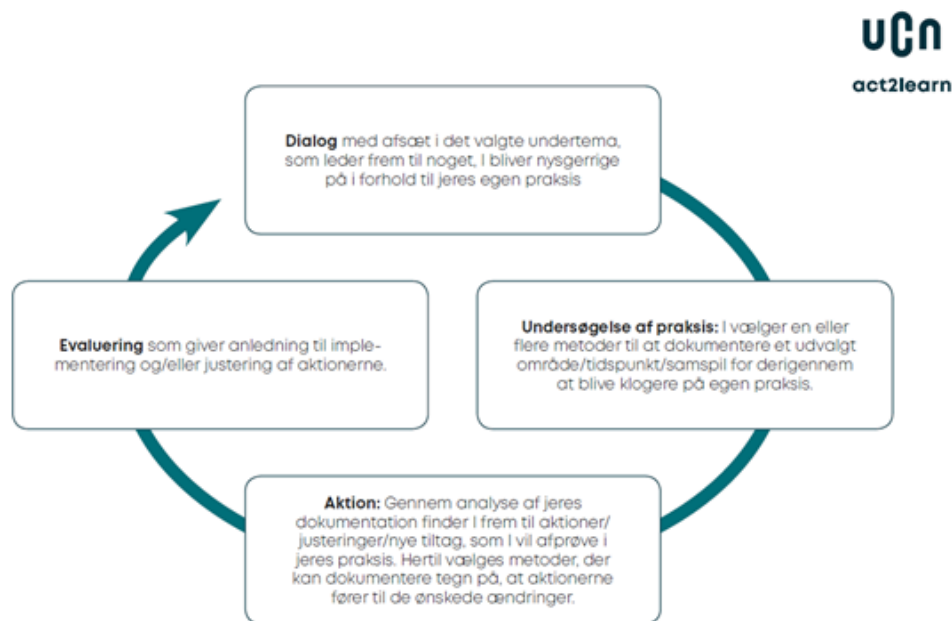 ucn
act2learn
Dialog med afsæt i det valgte undertema,
som leder frem til noget, I bliver nysgerrige
på i forhold til jeres egen praksis
Evaluering som giver anledning til imple-
mentering og/eller justering af aktionerne.
Undersøgelse af praksis: I vælger en eller
flere metoder til at dokumentere et udvalgt
område/tidspunkt/samspil for derigennem
at blive klogere på egen praksis.
Aktion: Gennem analyse af jeres
dokumentation finder I frem til aktioner/
justeringer/nye tiltag, som I vil afprøve i
jeres praksis. Hertil vælges metoder, der
kan dokumentere tegn på, at aktionerne
fører til de ønskede ændringer.